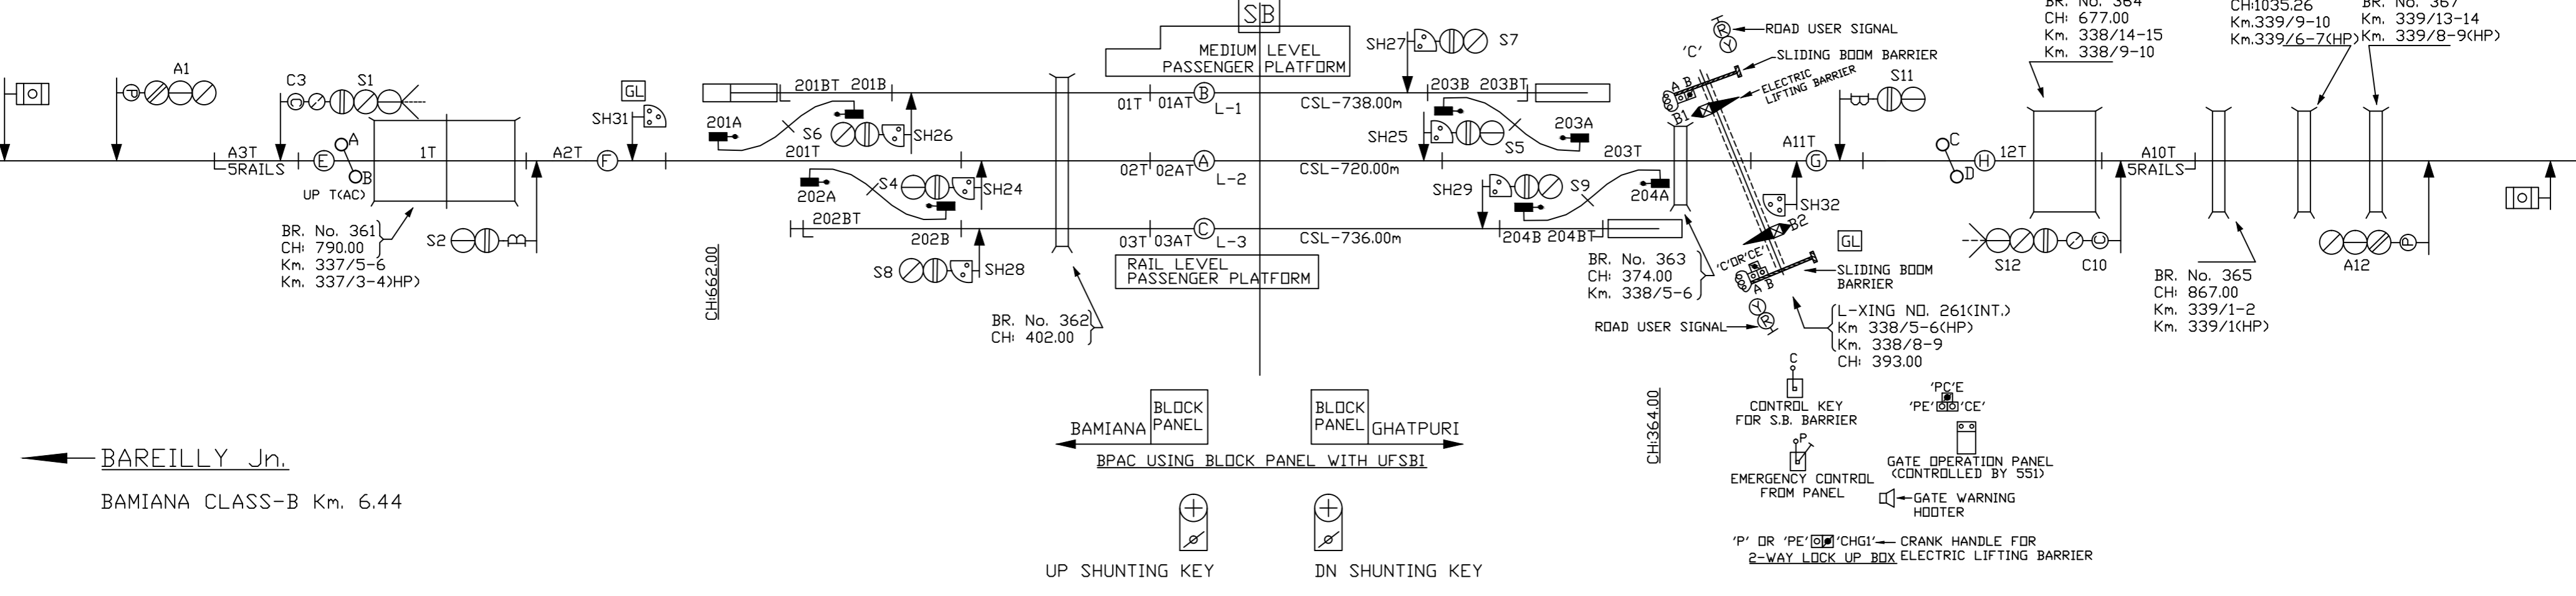 SB
MEDIUM LEVEL
PASSENGER PLATFORM
SH27
S7
ROAD USER SIGNAL
R
Y
'C'
SLIDING BOOM BARRIER
ELECTRIC
LIFTING BARRIER
A B
B1
S11
B
CH: 677.00
Km. 338/14-15
Km. 338/9-10
CH:1035.26
Km.339/9-10
Km.339/6-7(HP)
Km. 339/13-14
Km. 339/8-9(HP)
A1
P
C3
S1
C
GL
SH31
201BT
201B
201A
S6
SH26
01T
01AT
B
L-1
CSL-738.00m
203B
203BT
SH25
S5
203A
A3T
5RAILS
E
A
B
UP T(AC)
1T
A2T
F
201T
02T
02AT
A
L-2
CSL-720.00m
203T
A11T
G
C
D
H
12T
A10T
5RAILS
202A
S4
SH24
SH29
S9
204A
202BT
202B
03T
03AT
C
L-3
CSL-736.00m
204B
204BT
SH32
B2
GL
S2
B
S8
SH28
RAIL LEVEL
PASSENGER PLATFORM
'C'OR'CE'
A B
Y
R
SLIDING BOOM
BARRIER
S12
C
C10
P
A12
BR. No. 361
CH: 790.00
Km. 337/5-6
Km. 337/3-4)HP)
CH:662.00
BR. No. 362
CH: 402.00
BR. No. 363
CH: 374.00
Km. 338/5-6
ROAD USER SIGNAL
L-XING NO. 261(INT.)
Km 338/5-6(HP)
Km. 338/8-9
CH: 393.00
BR. No. 365
CH: 867.00
Km. 339/1-2
Km. 339/1(HP)
CH:364.00
C
CONTROL KEY
FOR S.B. BARRIER
P
EMERGENCY CONTROL
FROM PANEL
'PC'E
'PE'
'CE'
GATE OPERATION PANEL
(CONTROLLED BY 551)
GATE WARNING
HOOTER
'P' OR 'PE'
'CHG1'
CRANK HANDLE FOR
ELECTRIC LIFTING BARRIER
2-WAY LOCK UP BOX
BLOCK
PANEL
BAMIANA
BLOCK
PANEL
GHATPURI
BPAC USING BLOCK PANEL WITH UFSBI
BAREILLY Jn.
BAMIANA CLASS-B Km. 6.44
UP SHUNTING KEY
DN SHUNTING KEY